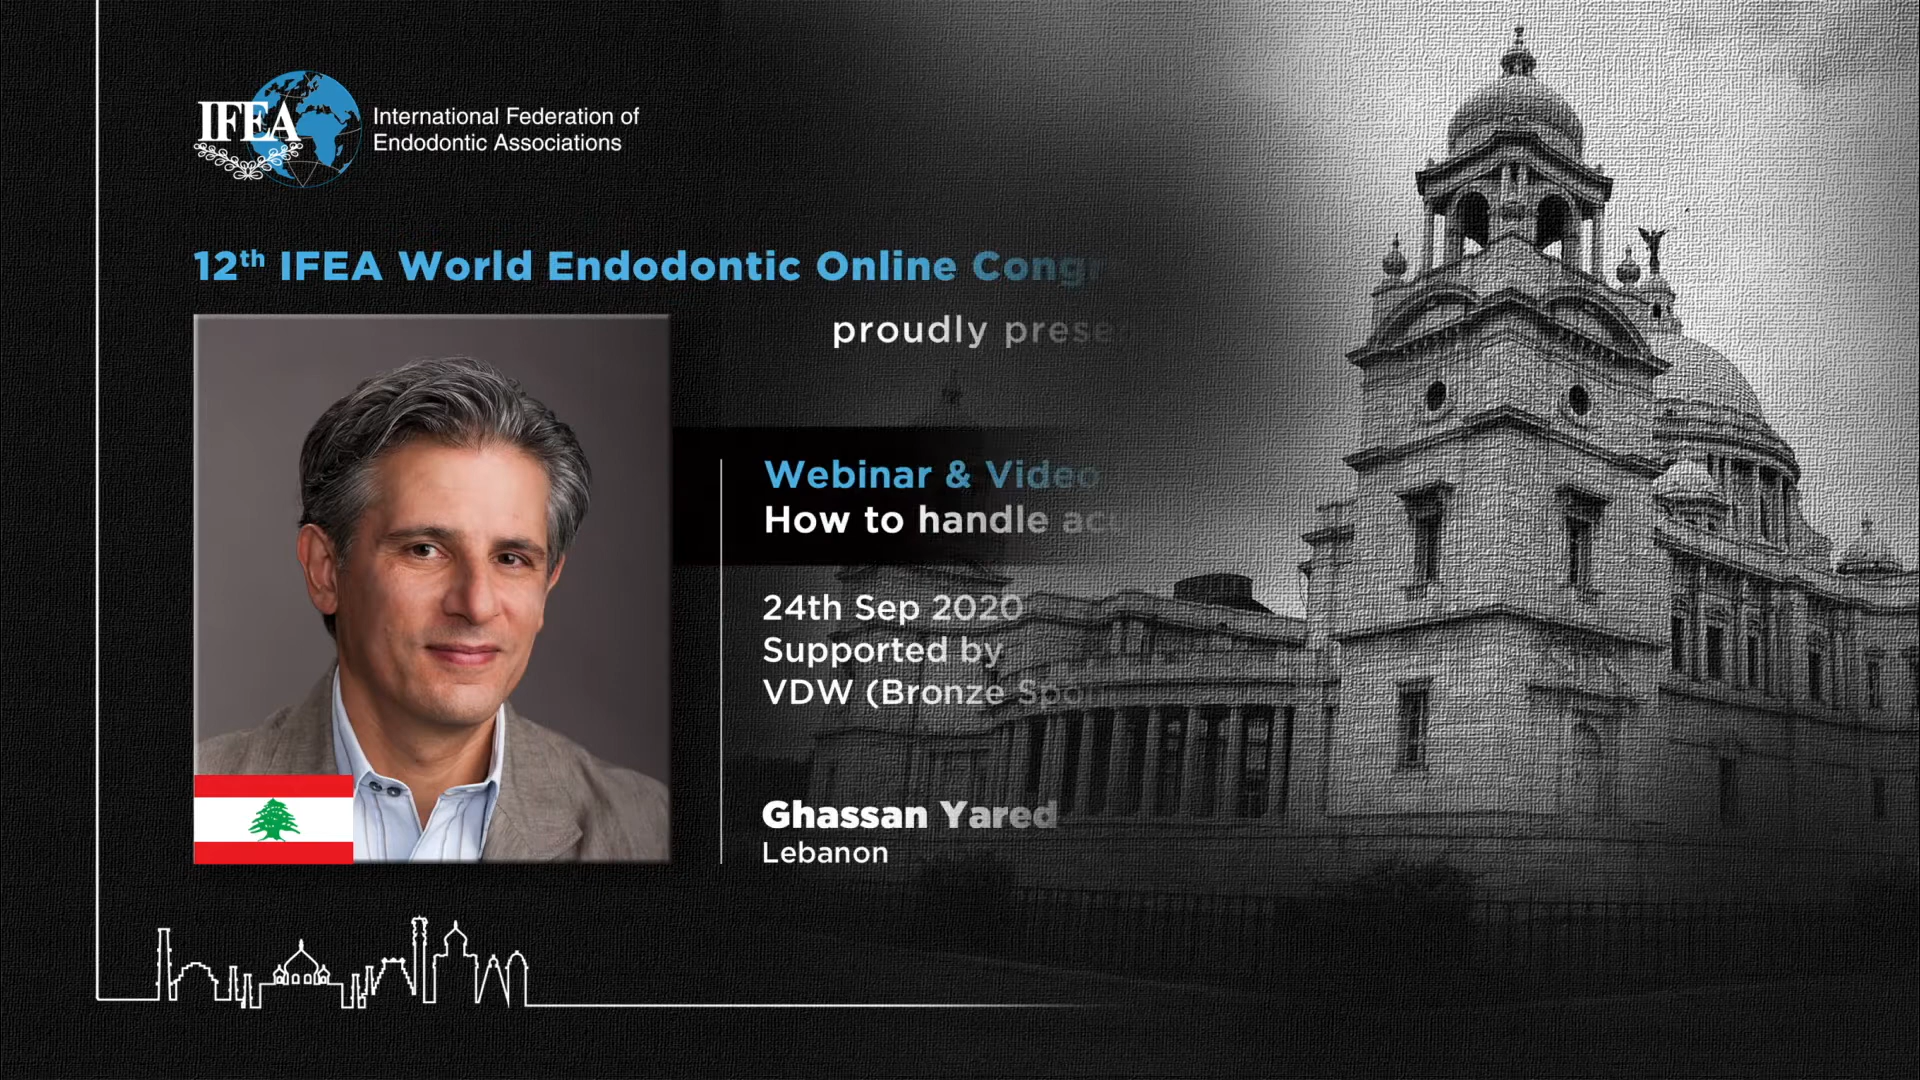 IFEA
International Federation of
Endodontic Associations
12th IFEA World Endodontic Online
proudly
Webinar & Video
How to handle
24th Sep 2020
Supported by
VDW (Bronze
Ghassan Yared
Lebanon